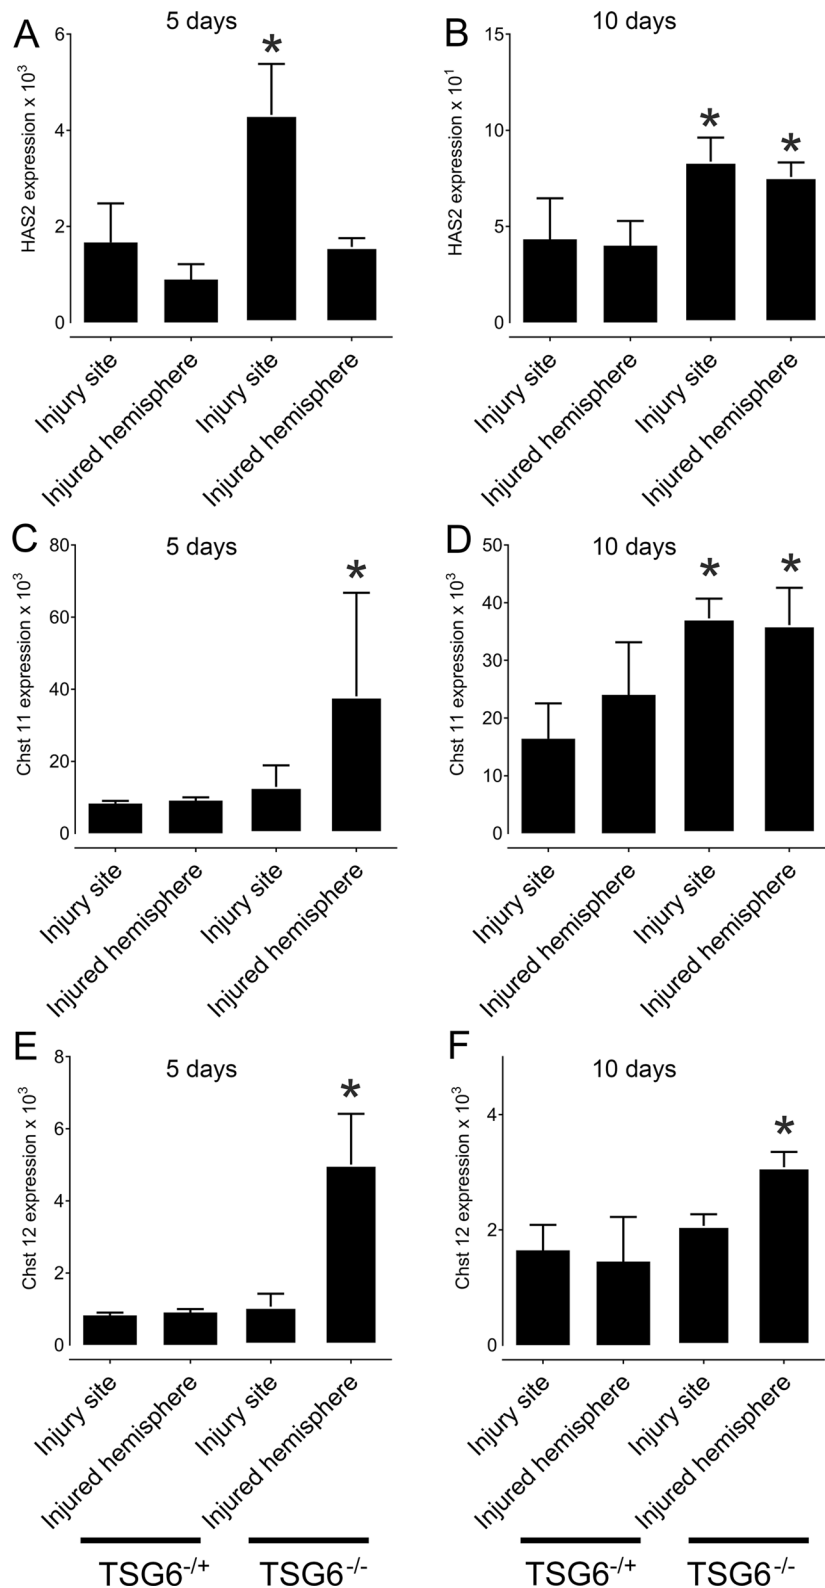 A
5 days
*
HAS2 expression x 10³
6
4
2
0
Injury site
Injured hemisphere
Injury site
Injured hemisphere
B
10 days
*
*
HAS2 expression x 10¹
15
10
5
0
Injury site
Injured hemisphere
Injury site
Injured hemisphere
C
5 days
*
Chst 11 expression x 10³
80
60
40
20
0
Injury site
Injured hemisphere
Injury site
Injured hemisphere
D
10 days
*
*
Chst 11 expression x 10³
50
40
30
20
10
0
Injury site
Injured hemisphere
Injury site
Injured hemisphere
E
5 days
*
Chst 12 expression x 10³
8
6
4
2
0
Injury site
Injured hemisphere
Injury site
Injured hemisphere
TSG6⁻/⁺
TSG6⁻/⁻
F
10 days
*
Chst 12 expression x 10³
4
2
0
Injury site
Injured hemisphere
Injury site
Injured hemisphere
TSG6⁻/⁺
TSG6⁻/⁻